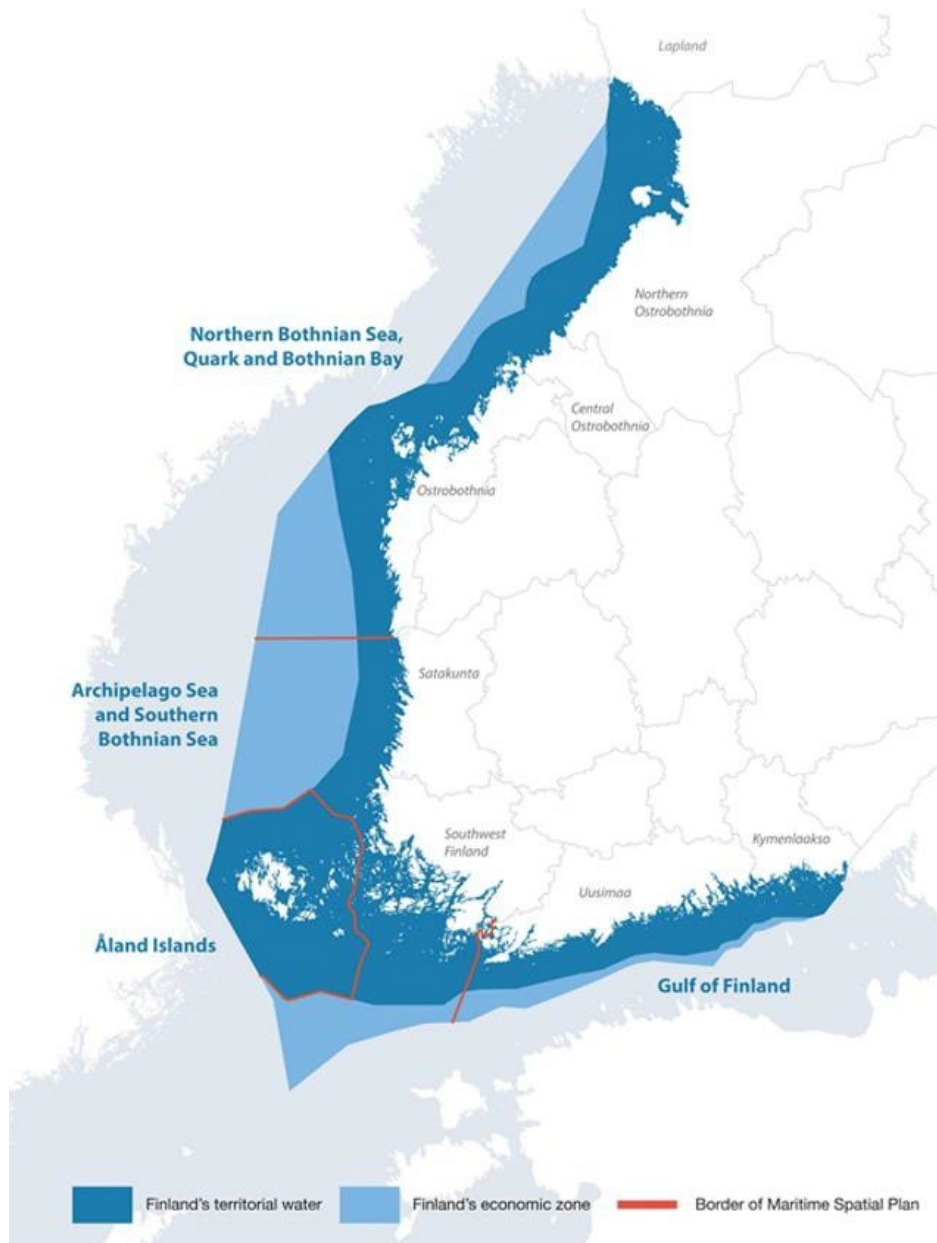 Lapland
Northern
Ostrobothnia
Northern Bothnian Sea,
Quark and Bothnian Bay
Central
Ostrobothnia
Ostrobothnia
Satakunta
Archipelago Sea
and Southern
Bothnian Sea
Southwest
Finland
Kymenlaakso
Uusimaa
Åland Islands
Gulf of Finland
Finland's territorial water
Finland's economic zone
Border of Maritime Spatial Plan